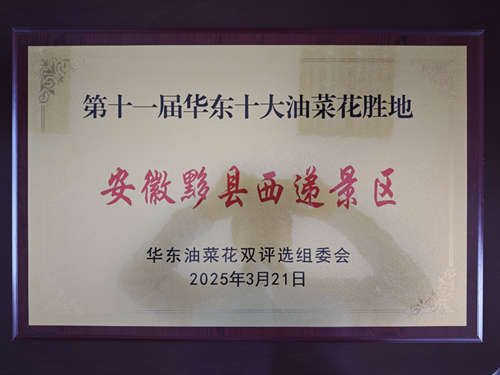 第十一届华东十大油菜花胜地
安徽黟县西递景区
华东油菜花双评选组委会
2025年3月21日